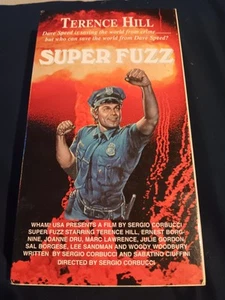 TERENCE HILL
Dave Speed is saving the world from crime........
but who can save the world from Dave Speed?
SUPER FUZZ
WHAM! USA PRESENTS A FILM BY SERGIO CORBUCCI
SUPER FUZZ STARRING TERENCE HILL, ERNEST BORG-
NINE, JOANNE DRU, MARC LAWRENCE, JULIE GORDON,
SAL BORGESE, LEE SANDMAN AND WOODY WOODBURY
WRITTEN BY SERGIO CORBUCCI AND SABATINO CIUFFINI
DIRECTED BY SERGIO CORBUCCI